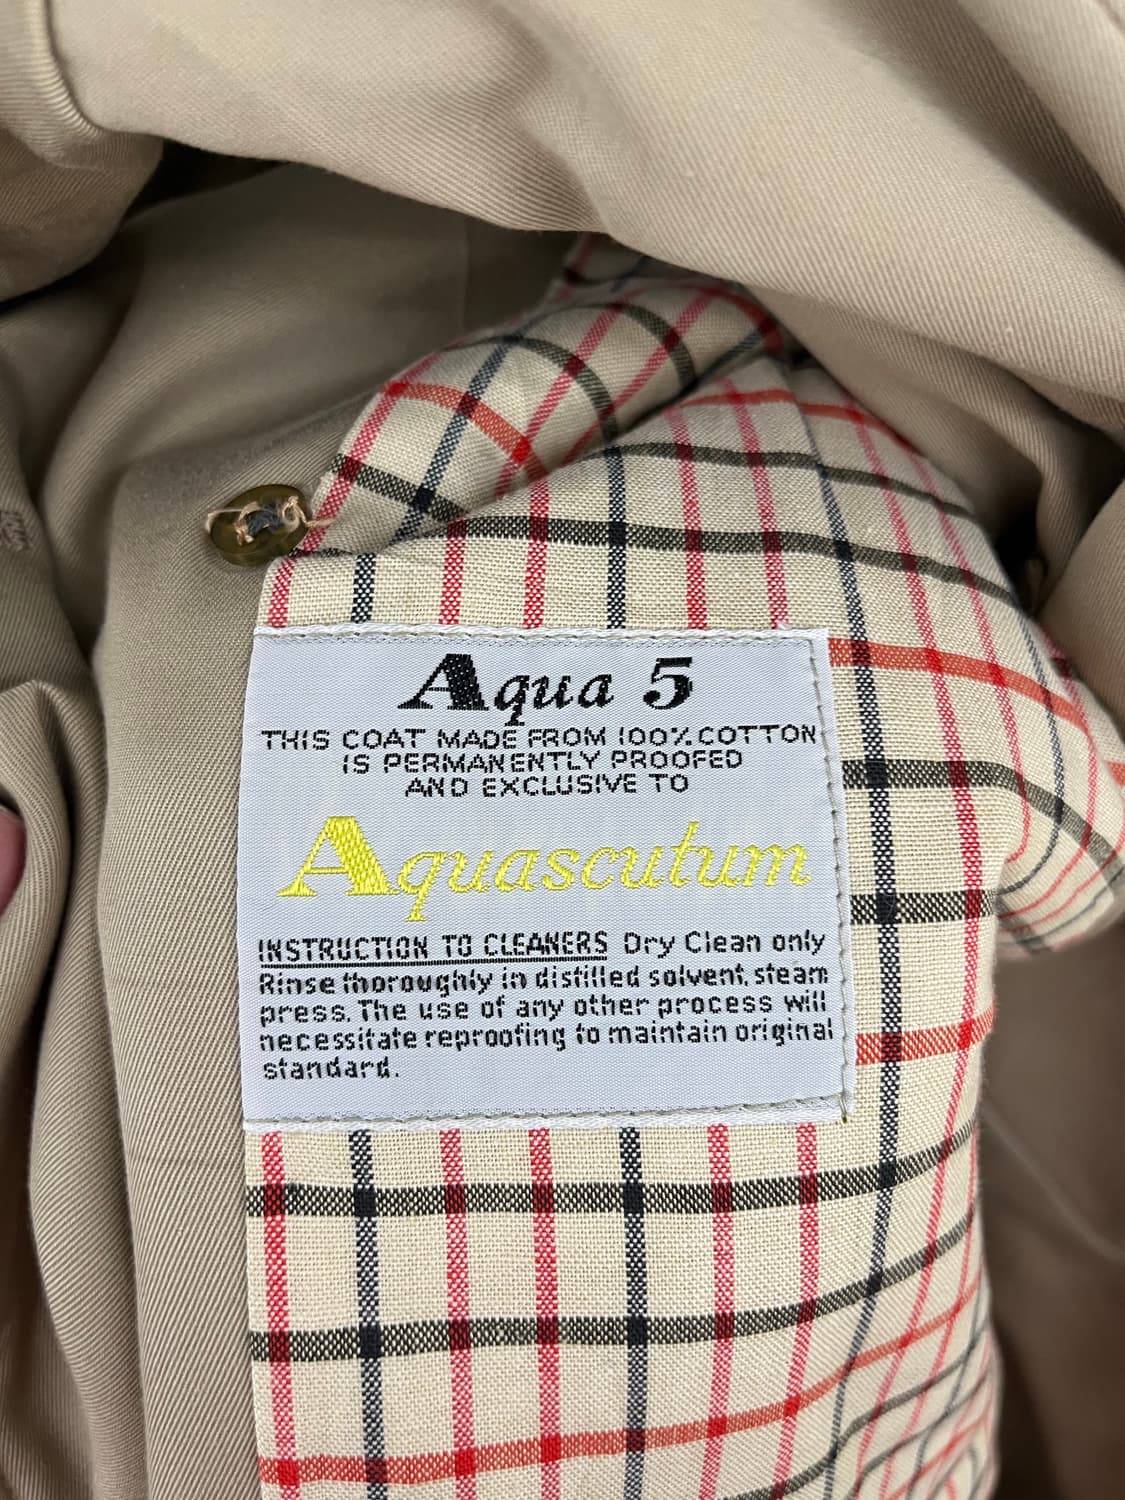 Aqua 5
THIS COAT MADE FROM 100% COTTON
IS PERMANENTLY PROOFED
AND EXCLUSIVE TO
Aquascutum
INSTRUCTION TO CLEANERS Dry Clean only
Rinse thoroughly in distilled solvent, steam
press. The use of any other process will
necessitate reproofing to maintain original
standard.